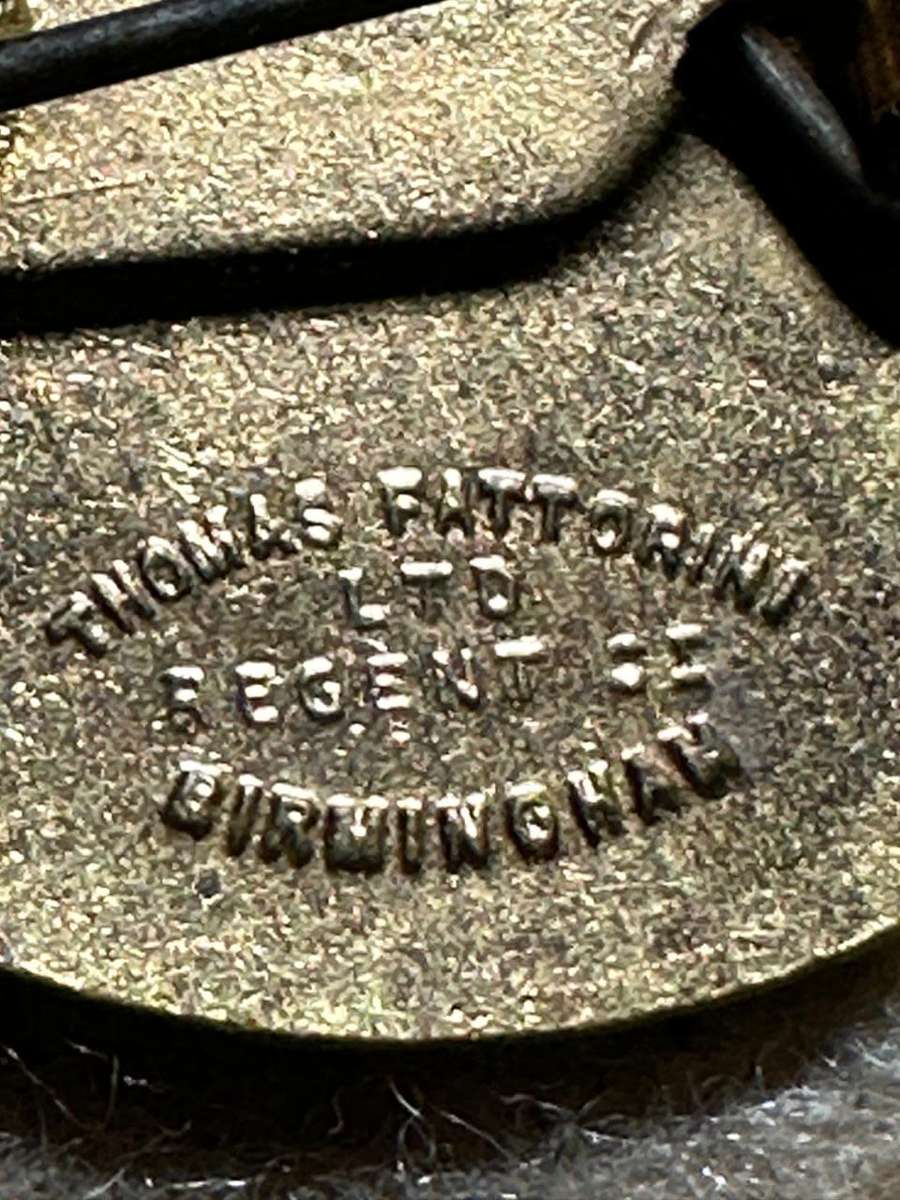 THOMAS FATTORINI
LTD
REGENT ST
BIRMINGHAM